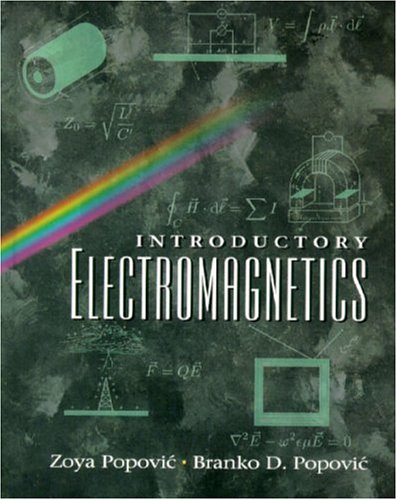 V = ∫ ρ r⃗ · dℓ⃗
Z₀ = √(L'/C')
∮_C H⃗ · dℓ⃗ = ∑ I
INTRODUCTORY
ELECTROMAGNETICS
F⃗ = QE⃗
∇²E⃗ − ω²ϵμE⃗ = 0
Zoya Popović · Branko D. Popović